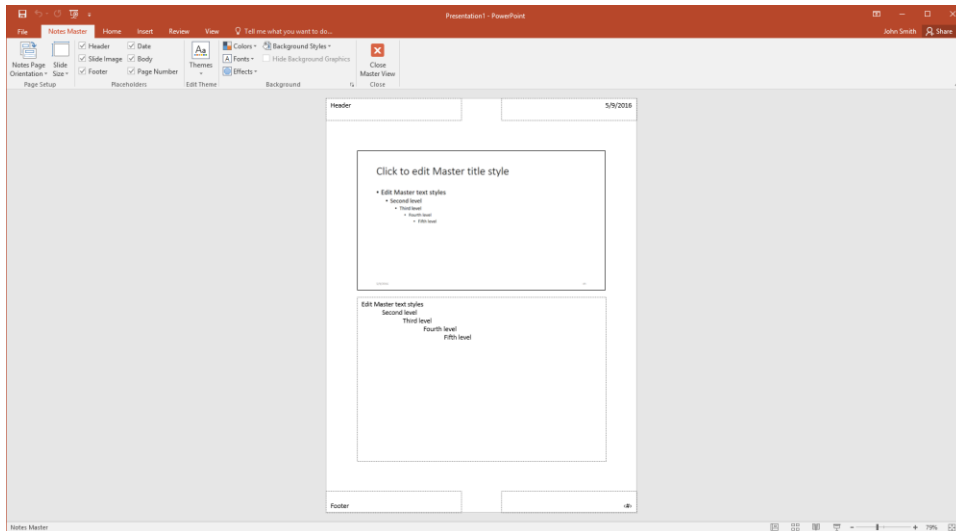 Presentation1 - PowerPoint
File Notes Master Home Insert Review View Tell me what you want to do... John Smith Share
Notes Page Orientation
Slide Size
Page Setup
Header Date
Slide Image Body
Footer Page Number
Placeholders
Aa
Themes
Edit Theme
Colors Background Styles
Fonts Hide Background Graphics
Effects
Background
Close
Master View
Close
Header 5/9/2016
Click to edit Master title style
• Edit Master text styles
• Second level
• Third level
• Fourth level
• Fifth level
Edit Master text styles
Second level
Third level
Fourth level
Fifth level
Footer ‹#›
Notes Master 79%